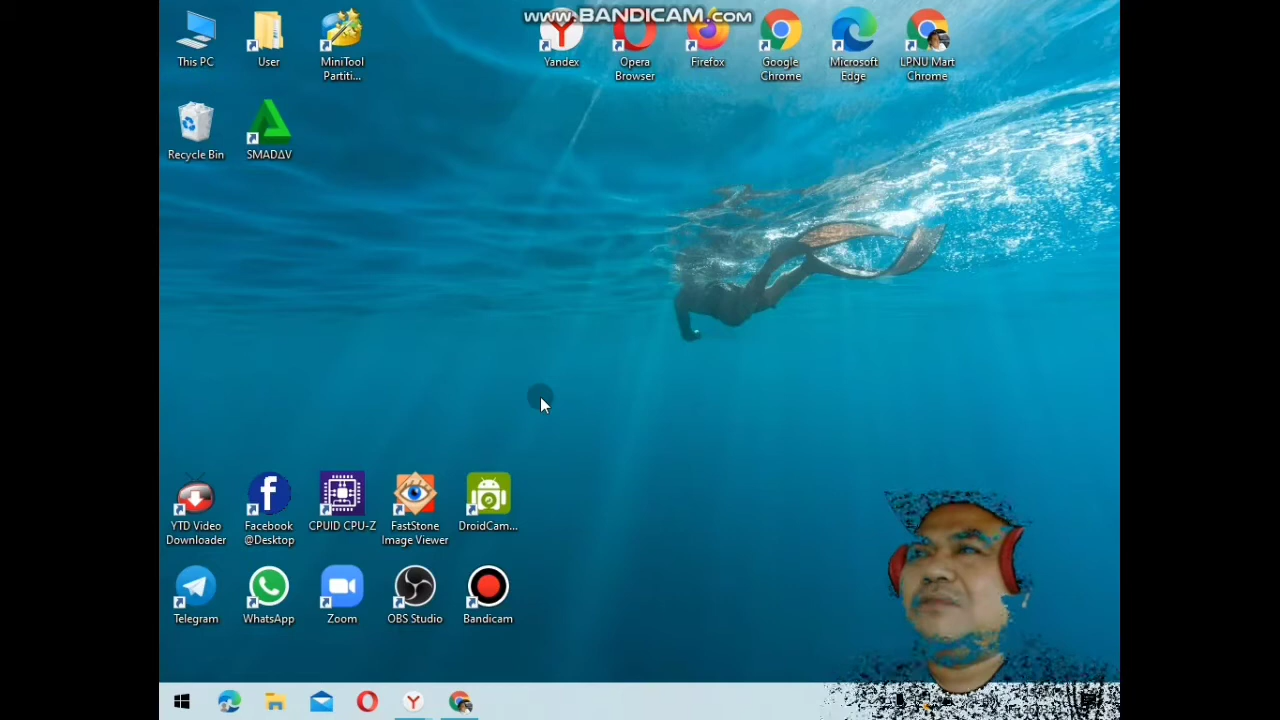 www.BANDICAM.com
This PC
User
MiniTool
Partiti...
Yandex
Opera
Browser
Firefox
Google
Chrome
Microsoft
Edge
LPNU Mart
Chrome
Recycle Bin
SMADΔV
YTD Video
Downloader
Facebook
@Desktop
CPUID CPU-Z
FastStone
Image Viewer
DroidCam...
Telegram
WhatsApp
Zoom
OBS Studio
Bandicam